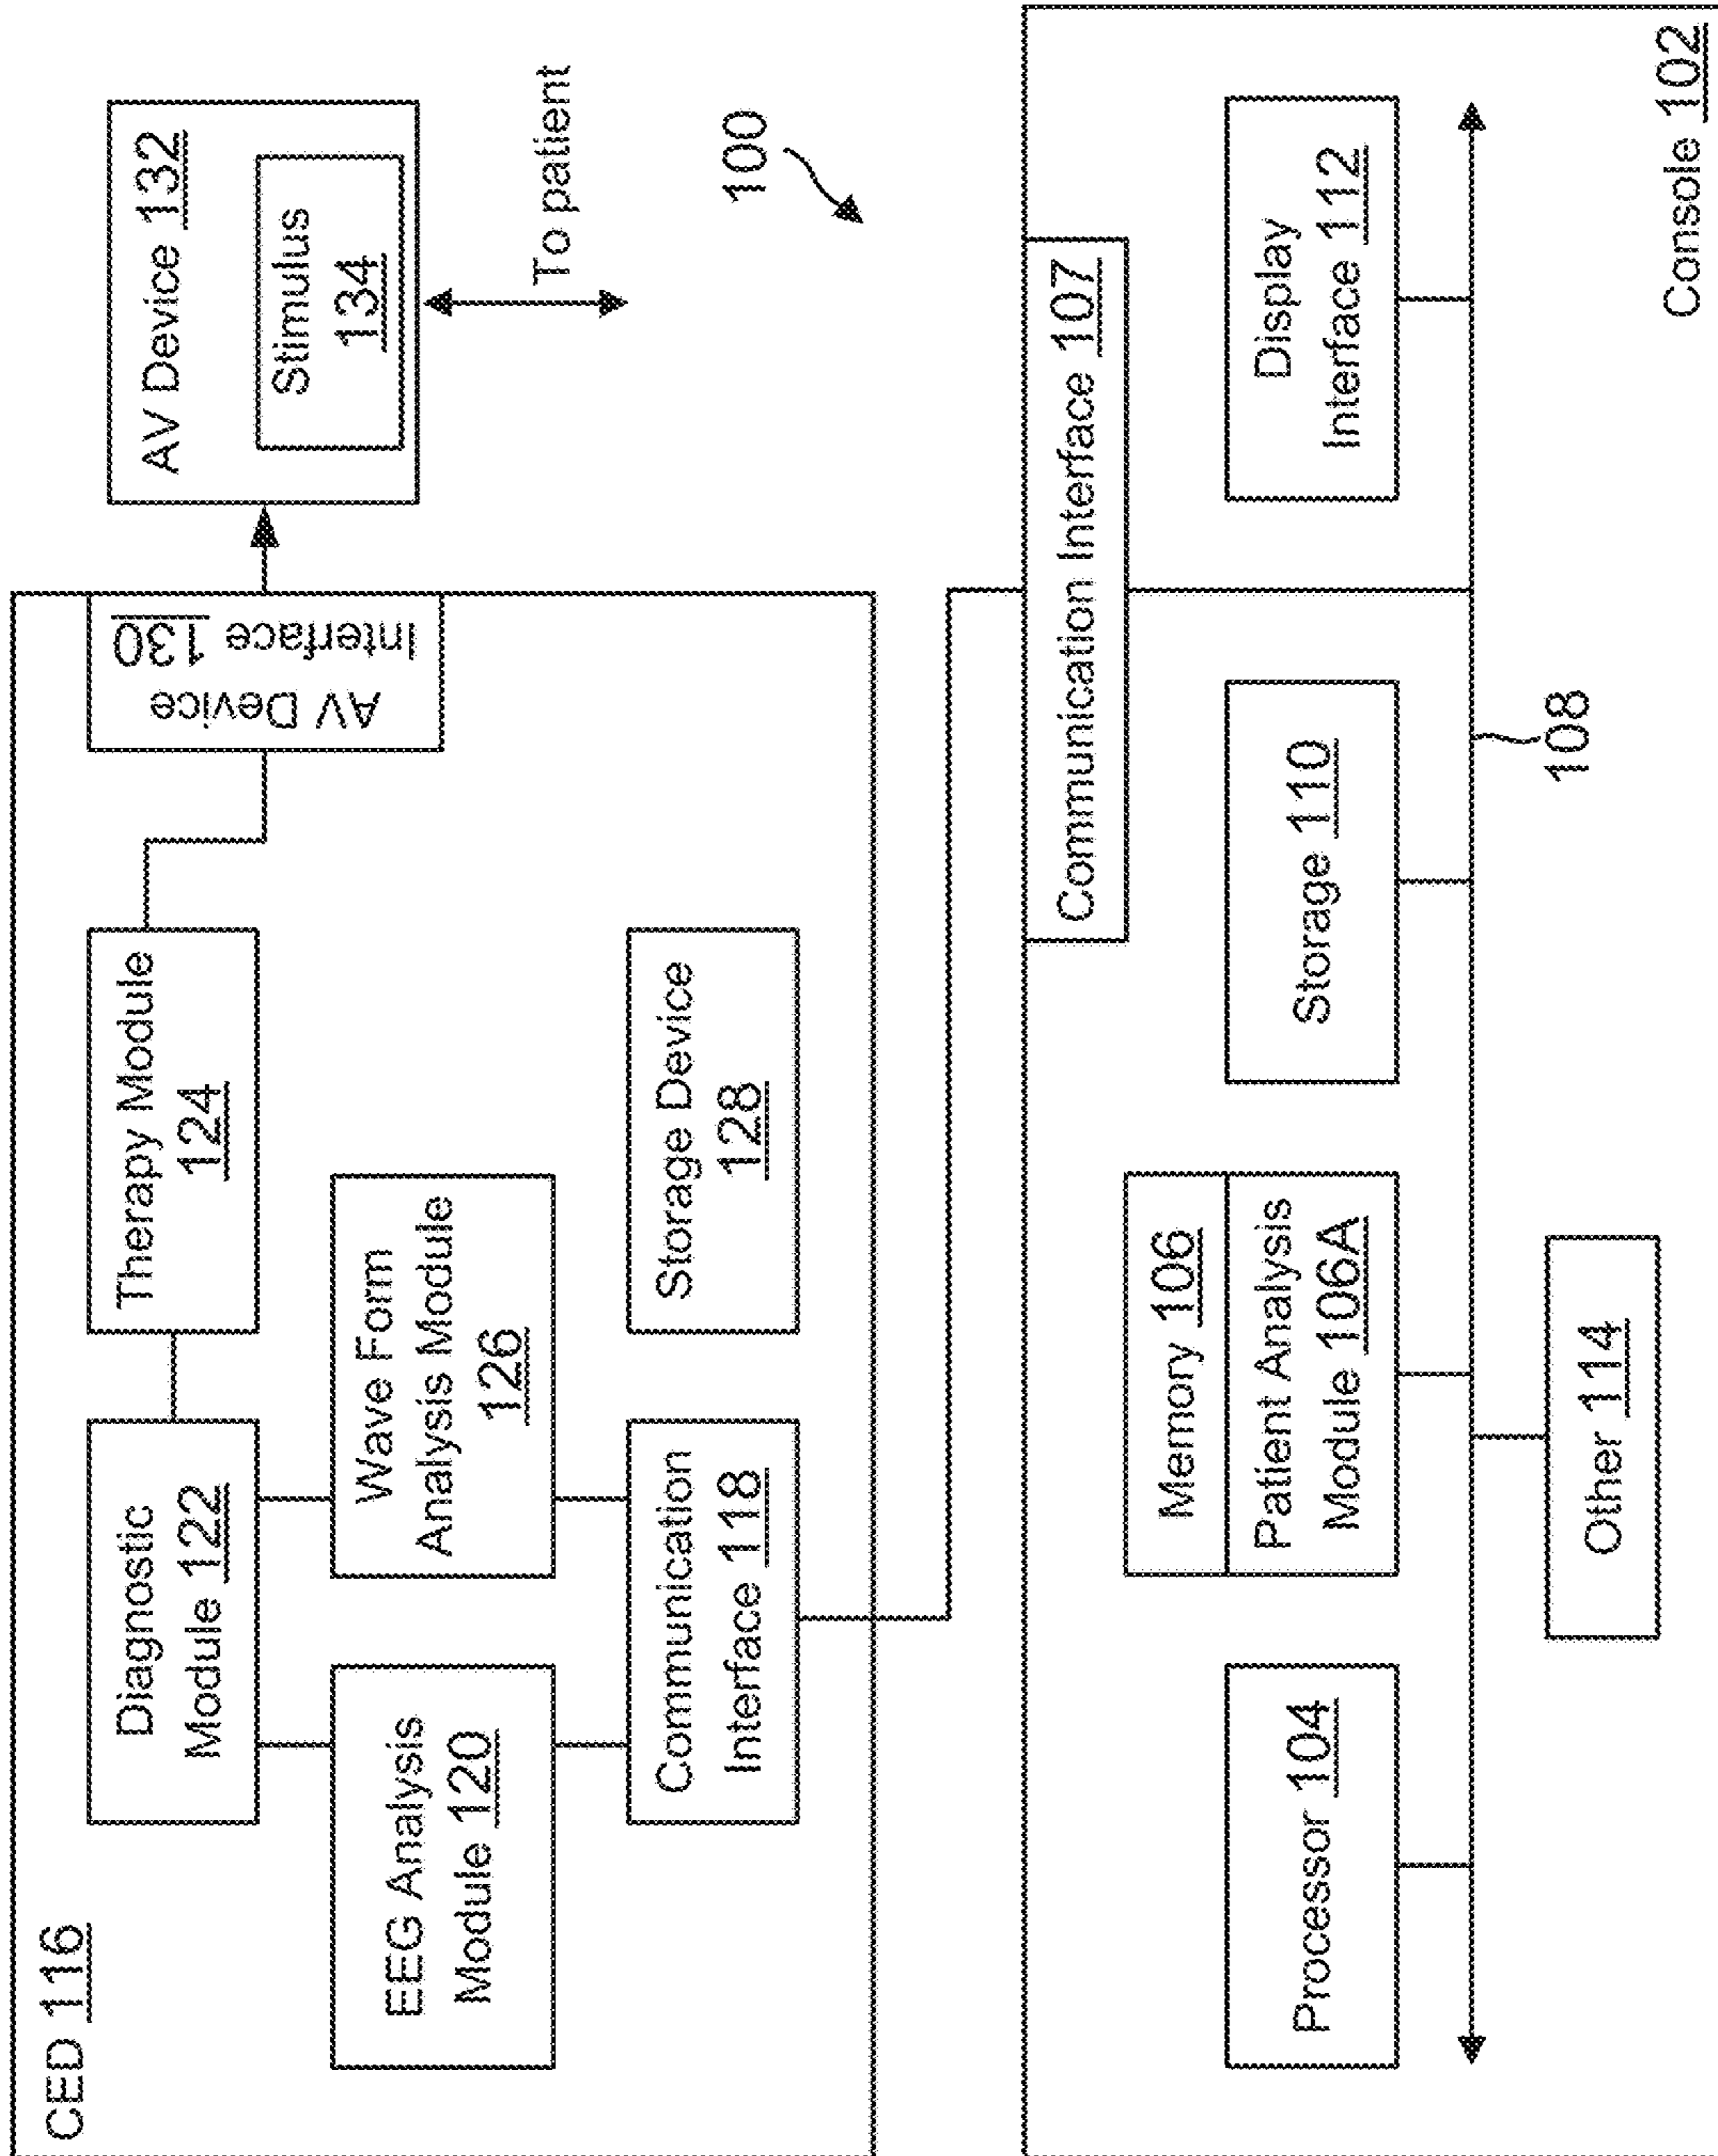 CED 116
Diagnostic
Module 122
Therapy Module
124
AV Device
Interface 130
AV Device 132
Stimulus
134
To patient
EEG Analysis
Module 120
Wave Form
Analysis Module
126
Communication
Interface 118
Storage Device
128
100
Communication Interface 107
Processor 104
Memory 106
Patient Analysis
Module 106A
Storage 110
Display
Interface 112
108
Other 114
Console 102